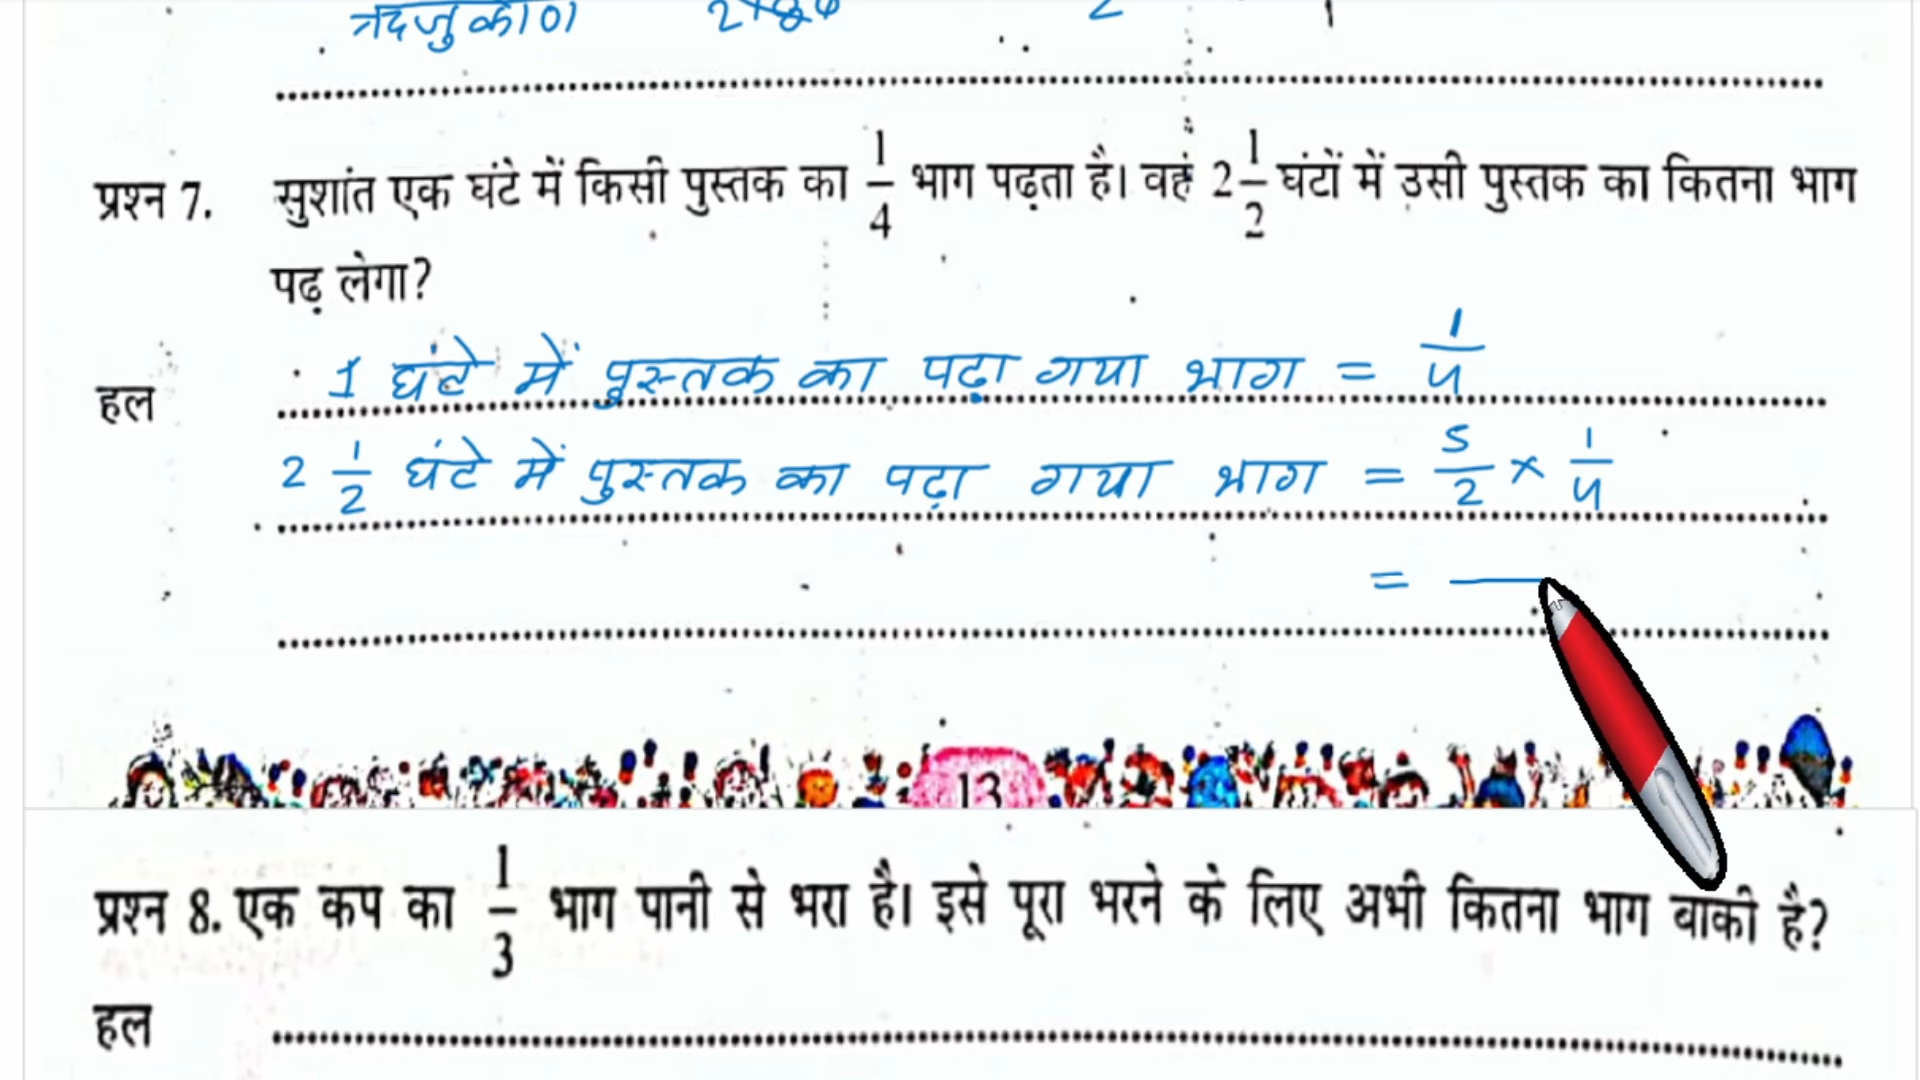 ऋजुकोण
प्रश्न 7. सुशांत एक घंटे में किसी पुस्तक का 1/4 भाग पढ़ता है। वह 2 1/2 घंटों में उसी पुस्तक का कितना भाग
पढ़ लेगा?
हल 1 घंटे में पुस्तक का पढ़ा गया भाग = 1/4
2 1/2 घंटे में पुस्तक का पढ़ा गया भाग = 5/2 × 1/4
=
13
प्रश्न 8. एक कप का 1/3 भाग पानी से भरा है। इसे पूरा भरने के लिए अभी कितना भाग बाकी है?
हल